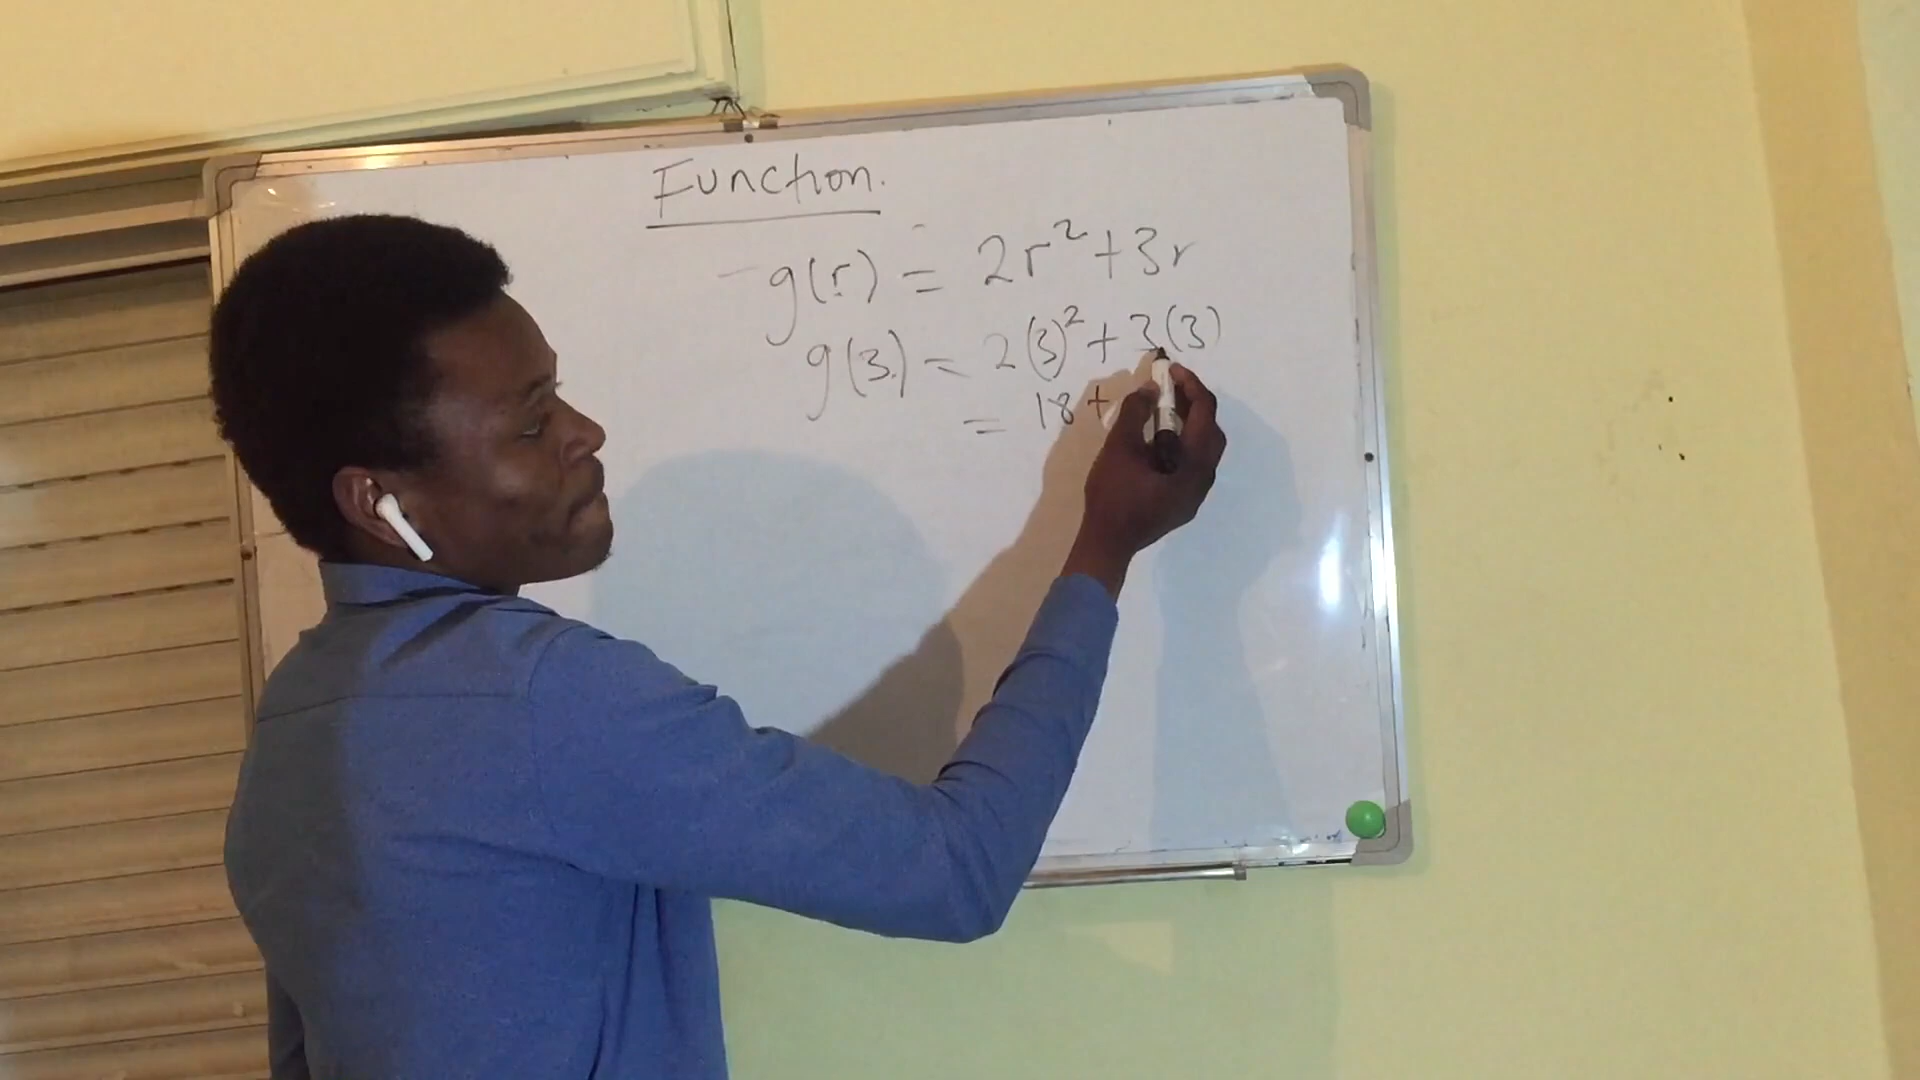 Function.
g(r) = 2r² + 3r
g(3) = 2(3)² + 3(3)
= 18 +